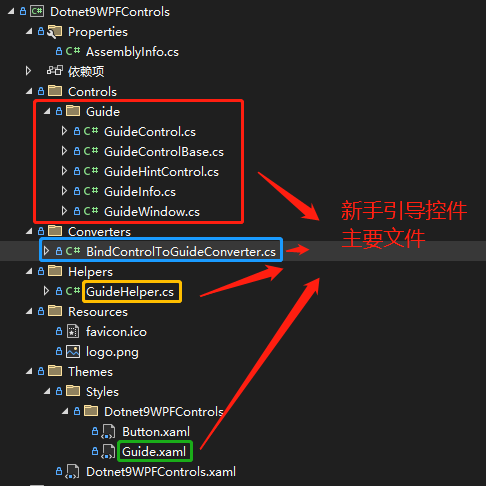 Dotnet9WPFControls
Properties
C# AssemblyInfo.cs
依赖项
Controls
Guide
C# GuideControl.cs
C# GuideControlBase.cs
C# GuideHintControl.cs
C# GuideInfo.cs
C# GuideWindow.cs
新手引导控件
主要文件
Converters
C# BindControlToGuideConverter.cs
Helpers
C# GuideHelper.cs
Resources
favicon.ico
logo.png
Themes
Styles
Dotnet9WPFControls
Button.xaml
Guide.xaml
Dotnet9WPFControls.xaml